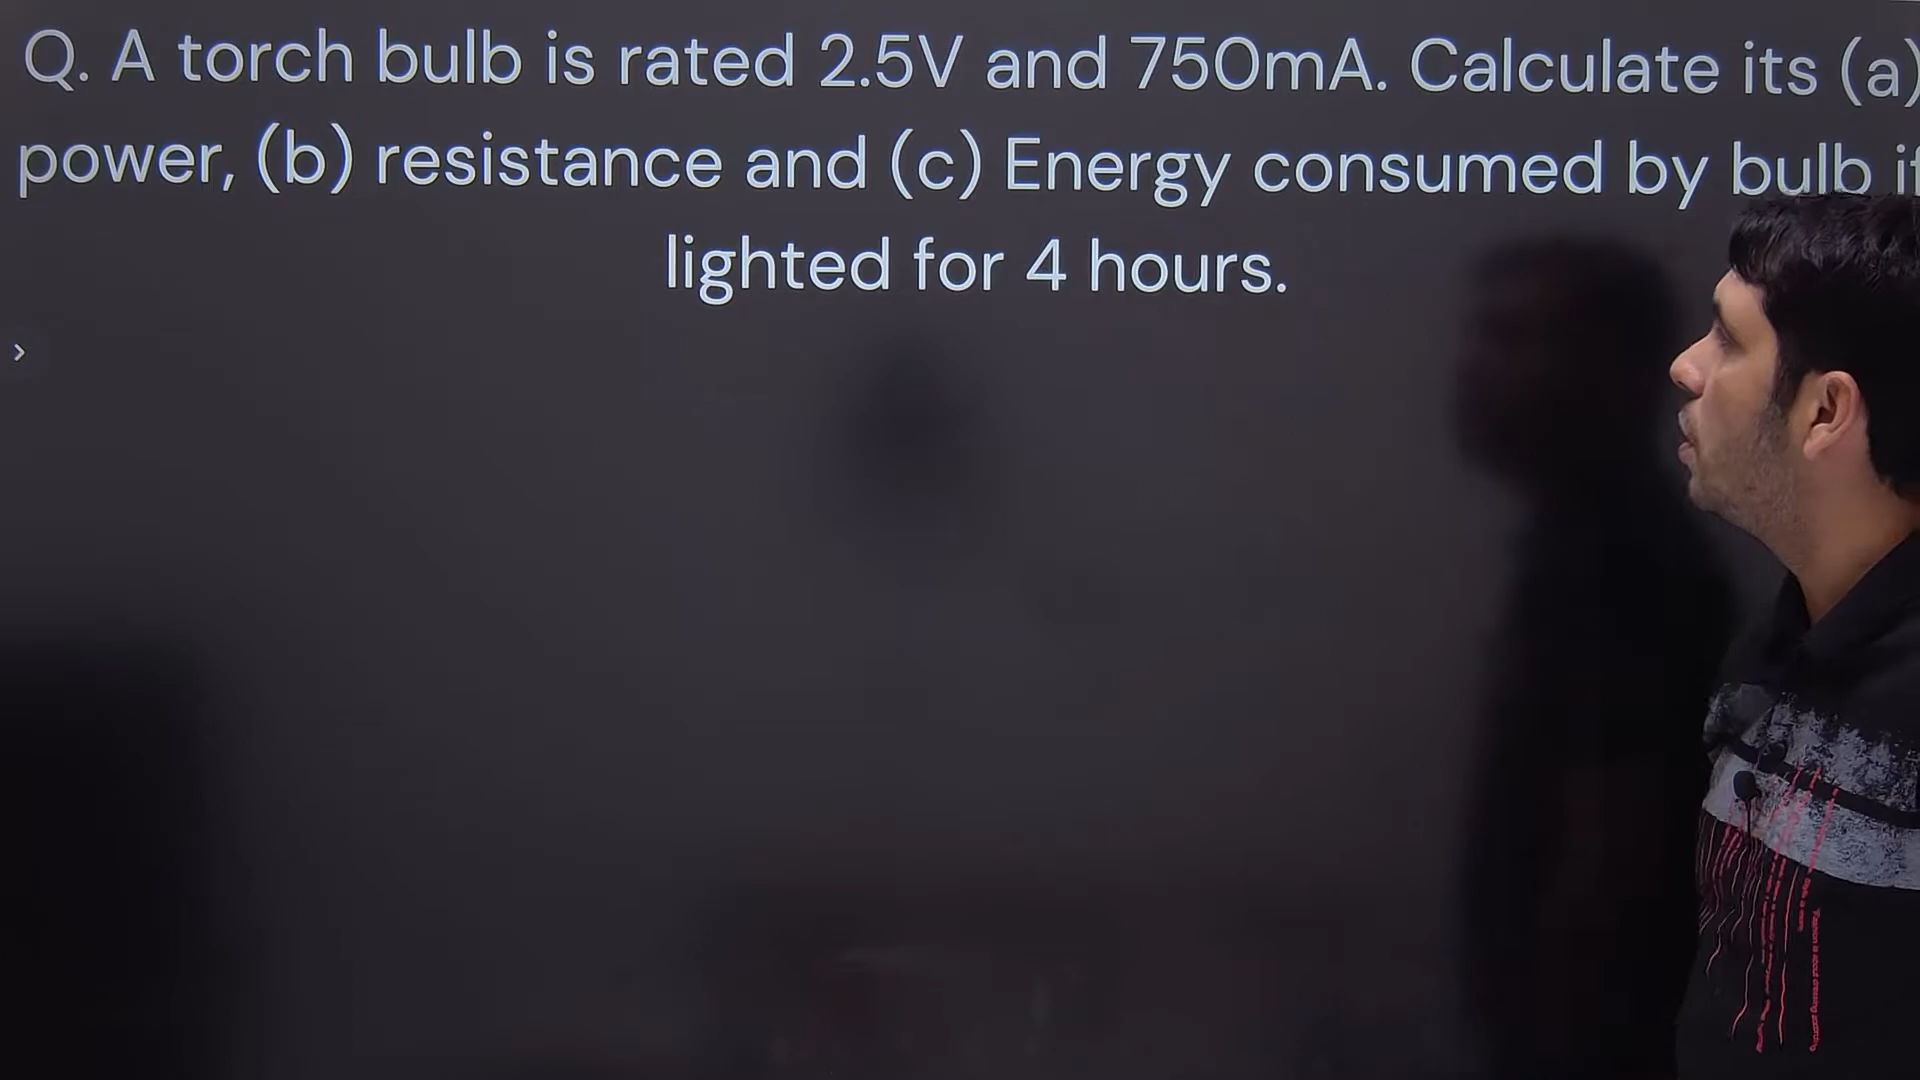 Q. A torch bulb is rated 2.5V and 750mA. Calculate its (a)
power, (b) resistance and (c) Energy consumed by bulb if
lighted for 4 hours.